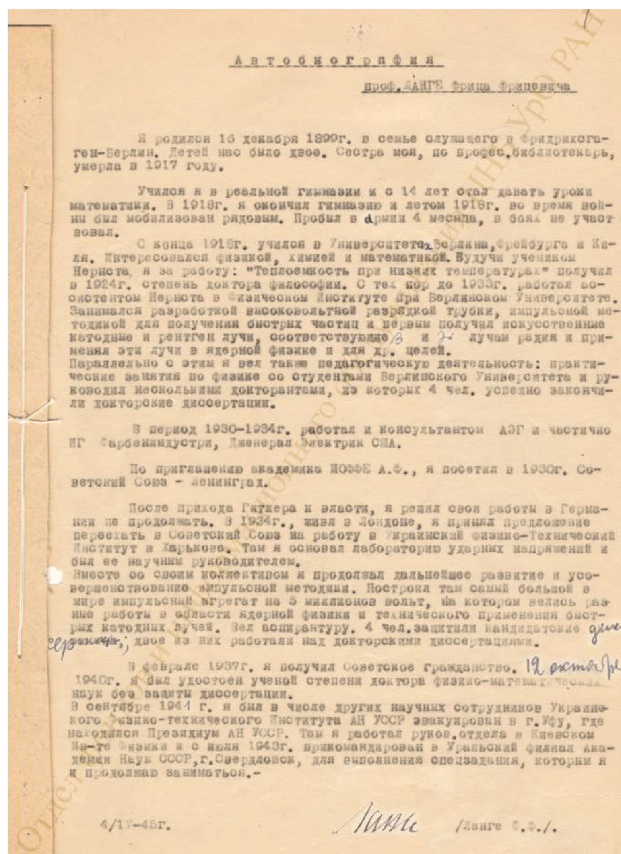 Автобиография
проф. ЛАНГЕ Фрица Фрицевича
Я родился 16 декабря 1899г. в семье служащего в Фридрихсга-
ген-Берлин. Детей нас было двое. Сестра моя, по профес.библиотекарь,
умерла в 1917 году.
Учился я в реальной гимназии и с 14 лет стал давать уроки
математики. В 1918г. я окончил гимназию и летом 1918г. во время вой-
ны был мобилизован рядовым. Пробыл в армии 4 месяца, в боях не участ
вовал.
С конца 1918г. учился в Университетах Берлина, Фрейбурга и Ки-
ля. Интересовался физикой, химией и математикой. Будучи учеником
Нернста, я за работу: "Теплоемкость при низких температурах" получил
в 1924г. степень доктора философии. С тех пор до 1933г. работал ас-
систентом Нернста в Физическом Институте При Берлинском Университете.
Занимался разработкой высоковольтной разрядкой трубки, импульсной ме-
тодикой для получения быстрых частиц и первым получил искусственные
катодные и рентген лучи, соответствующие β и γ лучам радия и при-
менял эти лучи в ядерной физике и для др. целей.
Параллельно с этим я вел также педагогическую деятельность: практи-
ческие занятия по физике со студентами Берлинского Университета и ру-
ководил несколькими докторантами, из которых 4 чел. успешно закончи-
ли докторские диссертации.
В период 1930-1934г. работал и консультантом АЭГ и частично
ИГ Фарбениндустри, Дженерал Электрик США.
По приглашению академика ИОФФЕ А.Ф., я посетил в 1930г. Со-
ветский Союз - Ленинград.
После прихода Гитлера к власти, я решил свои работы в Герма-
нии не продолжать. В 1934г., живя в Лондоне, я принял предложение
переехать в Советский Союз на работу в Украинский Физико-Технический
Институт в Харькове. Там я основал лабораторию ударных напряжений и
был ее научным руководителем.
Вместе со своим коллективом я продолжал дальнейшее развитие и усо-
вершенствование импульсной методики. Построил там самый большой в
мире импульсный агрегат на 5 миллионов вольт, на котором велись раз-
ные работы в области ядерной физики и технического применения быст-
рых катодных лучей. Вел аспирантуру. 4 чел.защитили кандидатские дис
сертации, двое из них работали над докторскими диссертациями.
В феврале 1937г. я получил Советское гражданство. 12 октября
1940г. я был удостоен ученой степени доктора физико-математических
наук без защиты диссертации.
В сентябре 1941 г. я был в числе других научных сотрудников Украинс-
кого Физико-технического Института АН УССР эвакуирован в г.Уфу, где
находился Президиум АН УССР. Там я работал руков.отдела в Киевском
Ин-те Физики и с июля 1943г. прикомандирован в Уральский филиал Ака-
демии Наук СССР, г.Свердловск, для выполнения спецзадания, которым я
и продолжаю заниматься.-
4/IV-45г. Ланге /Ланге Ф.Ф./.